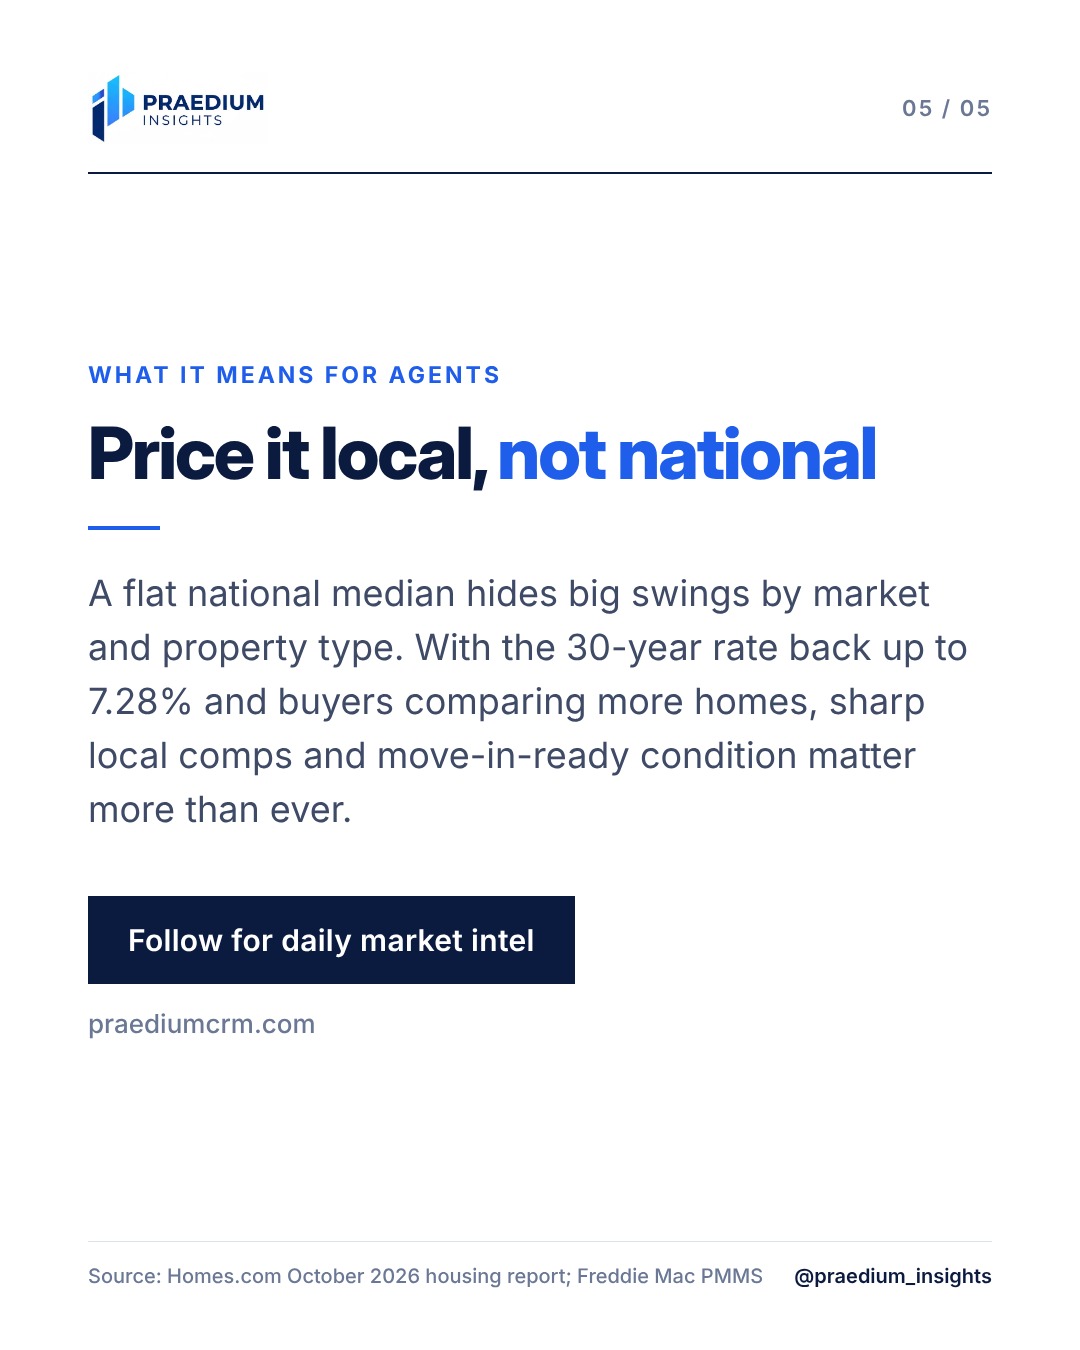 PRAEDIUM
INSIGHTS
05 / 05
WHAT IT MEANS FOR AGENTS
Price it local, not national
A flat national median hides big swings by market
and property type. With the 30-year rate back up to
7.28% and buyers comparing more homes, sharp
local comps and move-in-ready condition matter
more than ever.
Follow for daily market intel
praediumcrm.com
Source: Homes.com October 2026 housing report; Freddie Mac PMMS
@praedium_insights